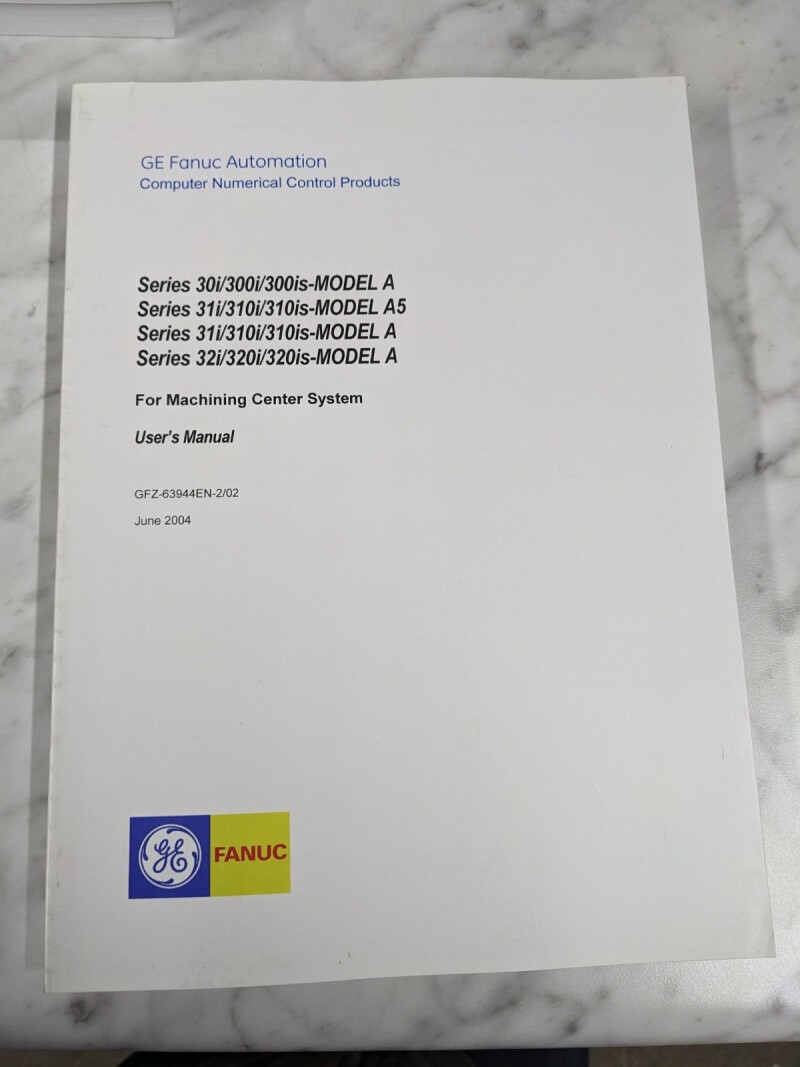 GE Fanuc Automation
Computer Numerical Control Products
Series 30i/300i/300is-MODEL A
Series 31i/310i/310is-MODEL A5
Series 31i/310i/310is-MODEL A
Series 32i/320i/320is-MODEL A
For Machining Center System
User's Manual
GFZ-63944EN-2/02
June 2004
GE FANUC